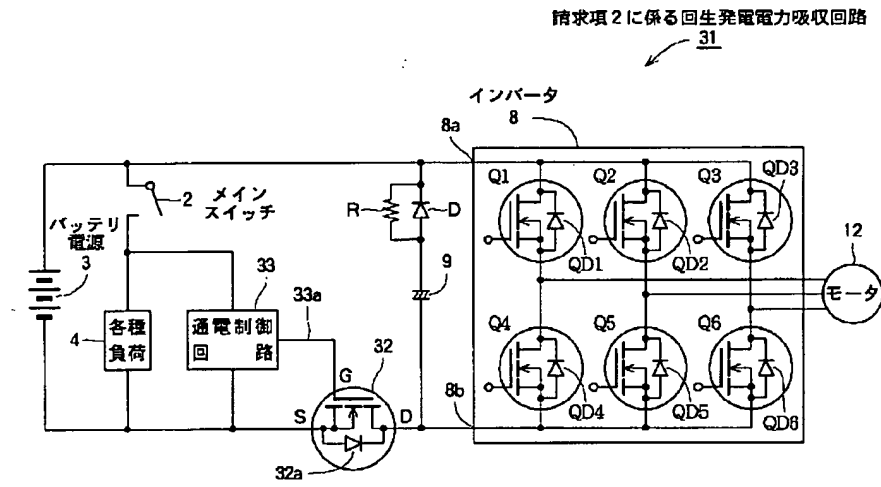 請求項2に係る回生発電電力吸収回路
31
インバータ
8
8a
Q1
Q2
Q3
QD3
2
メイン
スイッチ
R
D
バッテリ
電源
3
QD1
QD2
12
モータ
9
33
33a
4
各種
負荷
通電制御
回 路
Q4
Q5
Q6
G
32
S
D
8b
QD4
QD5
QD6
32a